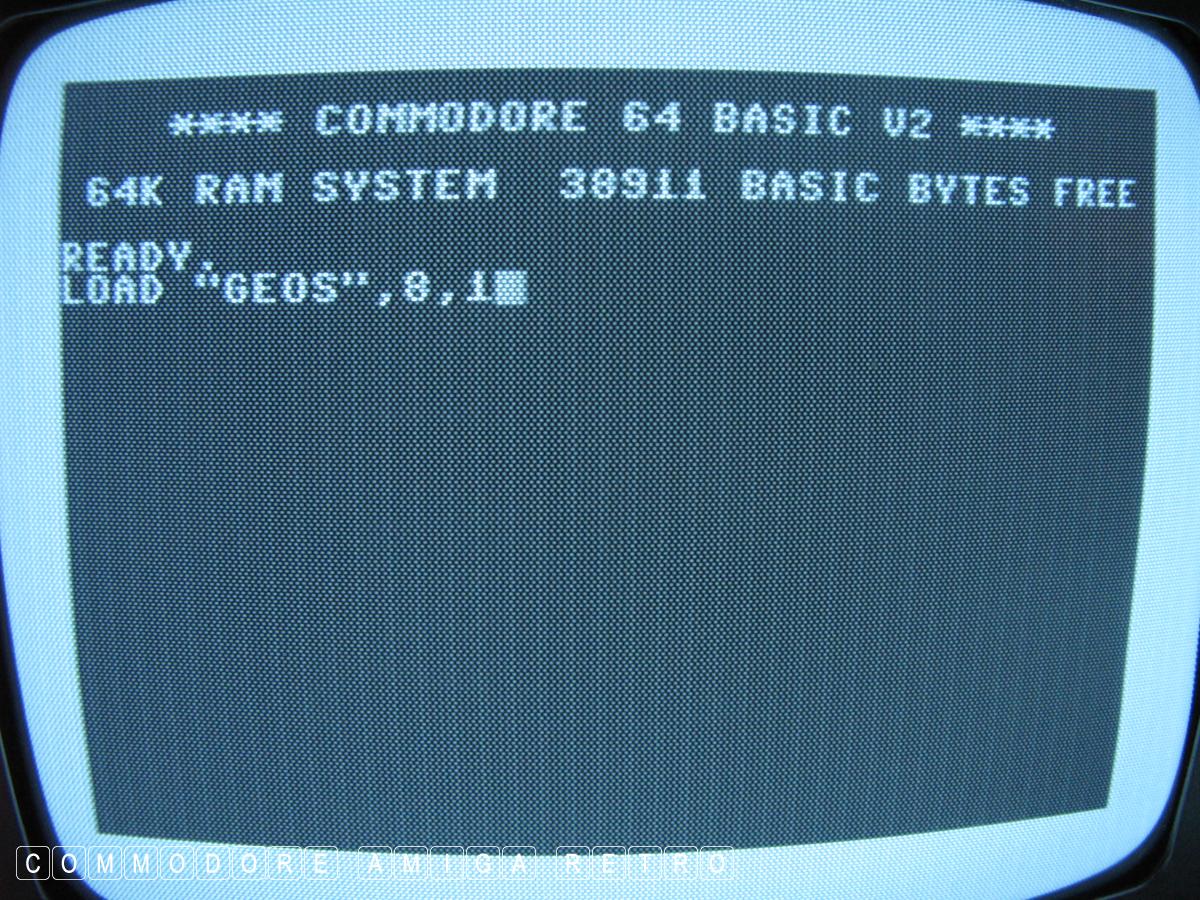 **** COMMODORE 64 BASIC V2 ****
64K RAM SYSTEM  38911 BASIC BYTES FREE
READY.
LOAD "GEOS",8,1
COMMODORE AMIGA RETRO